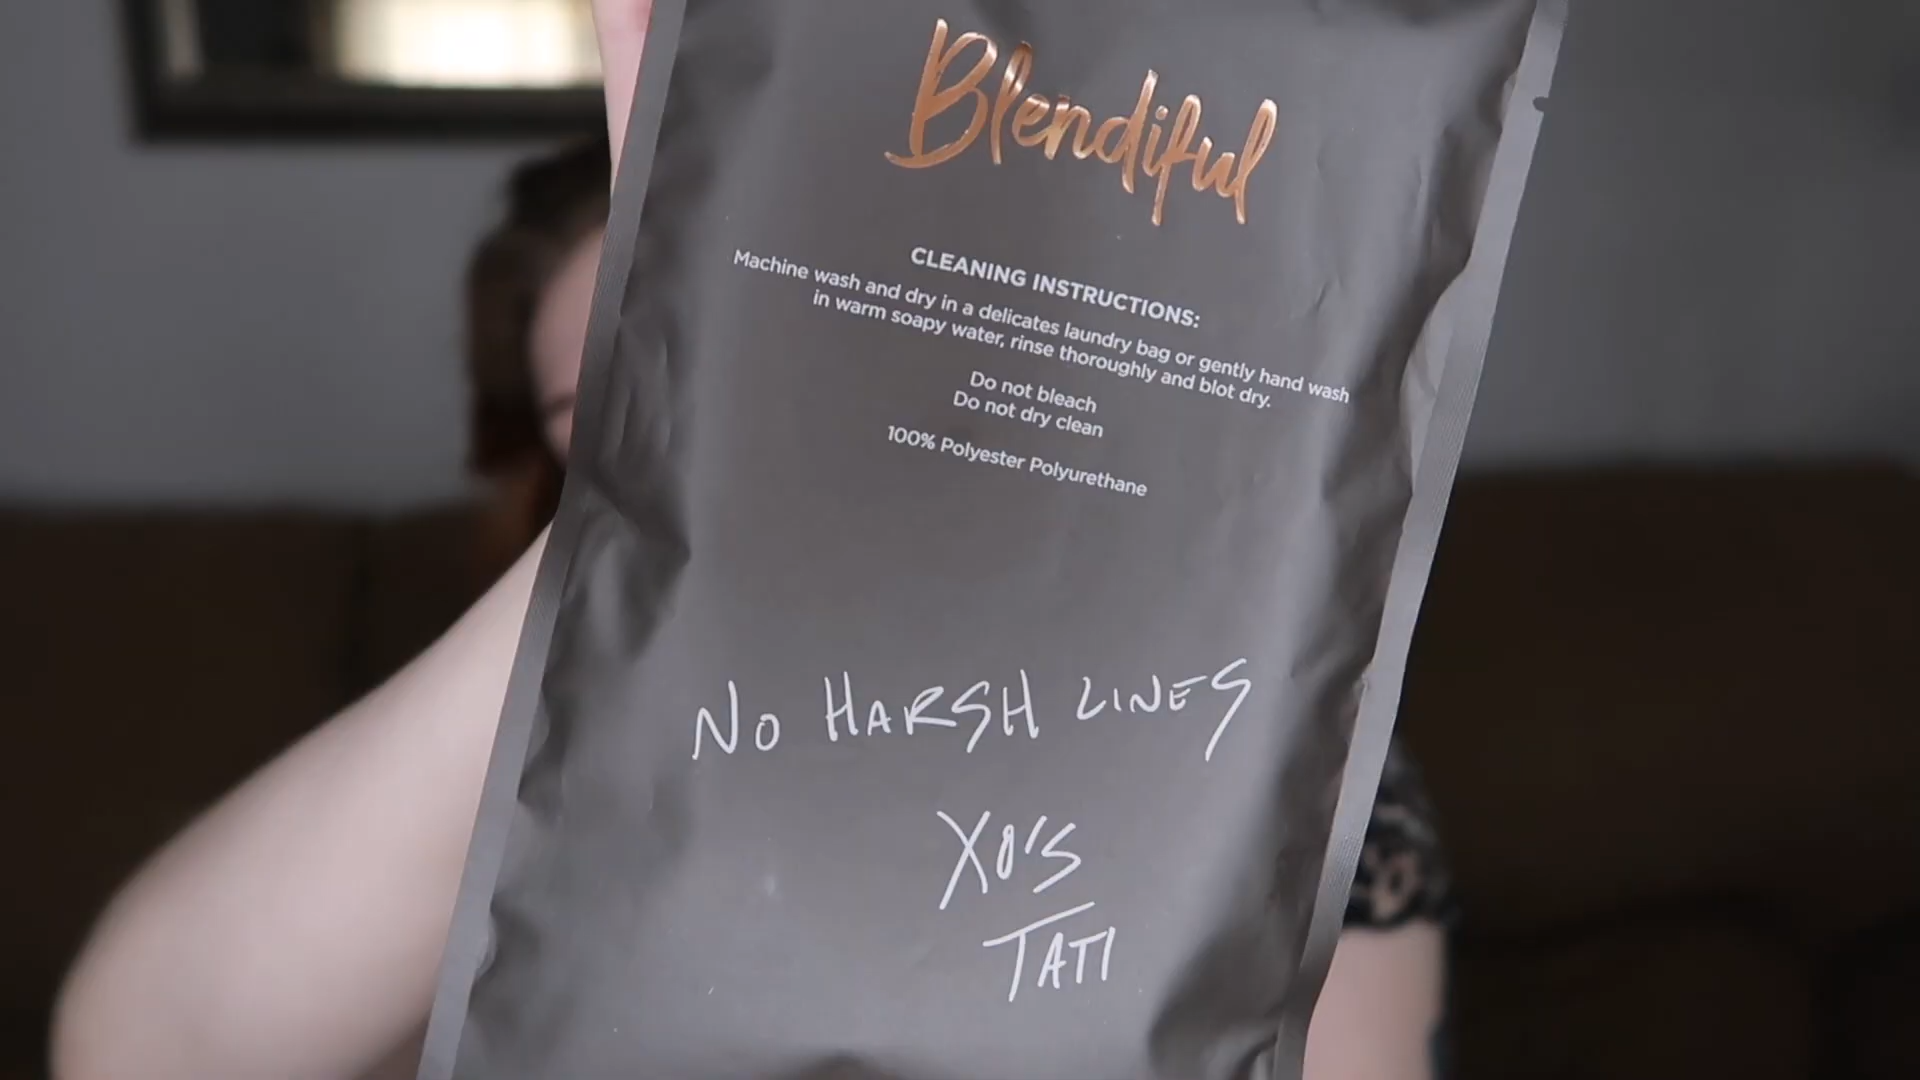 Blendiful
CLEANING INSTRUCTIONS:
Machine wash and dry in a delicates laundry bag or gently hand wash
in warm soapy water, rinse thoroughly and blot dry.
Do not bleach
Do not dry clean
100% Polyester Polyurethane
NO HARSH LINES
XO'S
TATI